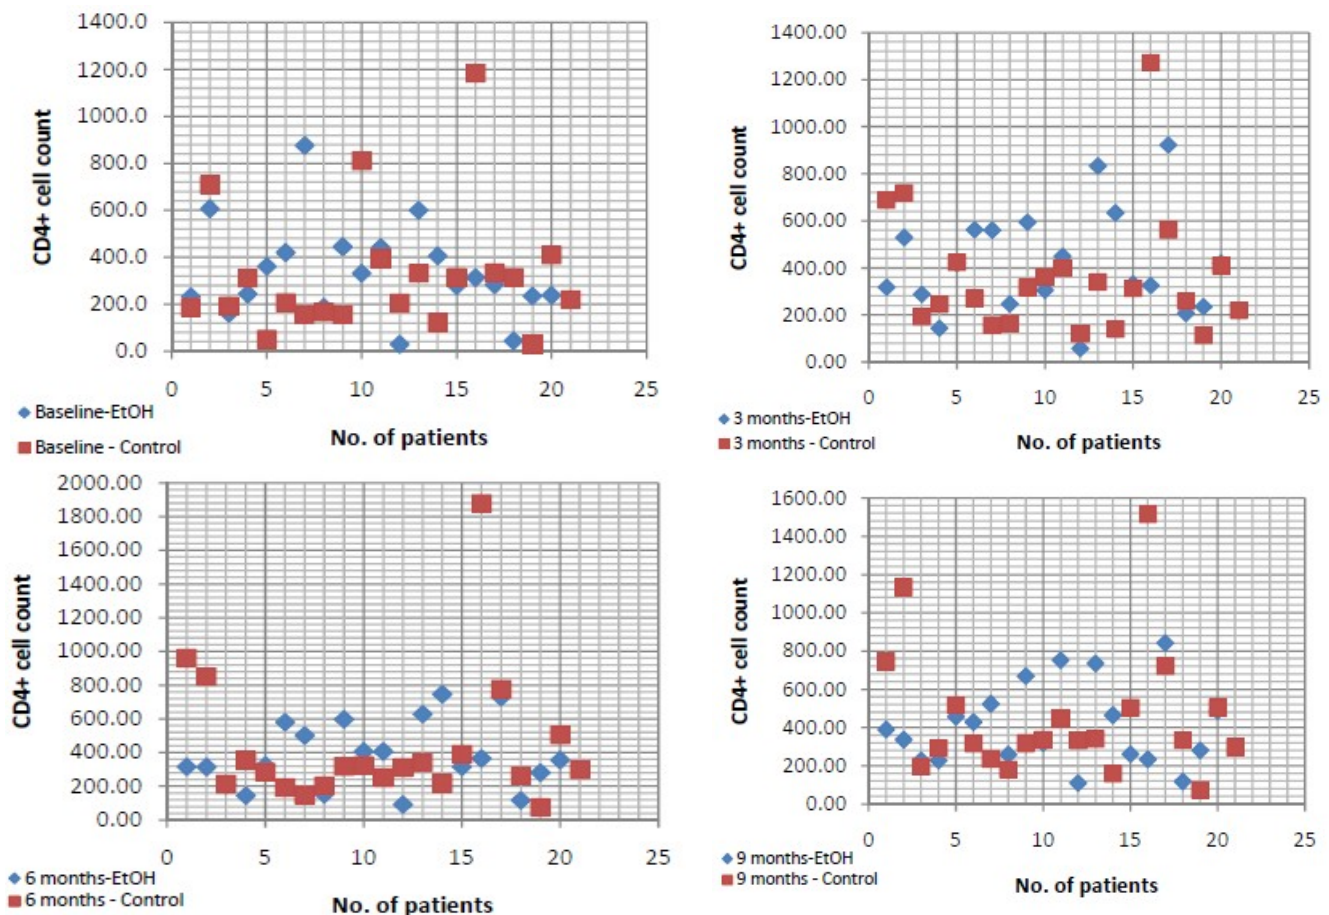 1400.0
1200.0
1000.0
800.0
600.0
400.0
200.0
0.0
CD4+ cell count
0 5 10 15 20 25
No. of patients
Baseline-EtOH
Baseline - Control
1400.00
1200.00
1000.00
800.00
600.00
400.00
200.00
0.00
CD4+ cell count
0 5 10 15 20 25
No. of patients
3 months-EtOH
3 months - Control
2000.00
1800.00
1600.00
1400.00
1200.00
1000.00
800.00
600.00
400.00
200.00
0.00
CD4+ cell count
0 5 10 15 20 25
No. of patients
6 months-EtOH
6 months - Control
1600.00
1400.00
1200.00
1000.00
800.00
600.00
400.00
200.00
0.00
CD4+ cell count
0 5 10 15 20 25
No. of patients
9 months-EtOH
9 months - Control